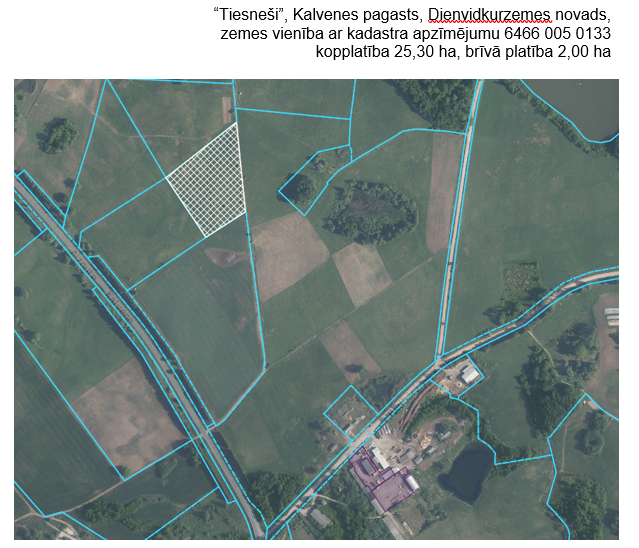 “Tiesneši”, Kalvenes pagasts, Dienvidkurzemes novads,
zemes vienība ar kadastra apzīmējumu 6466 005 0133
kopplatība 25,30 ha, brīvā platība 2,00 ha